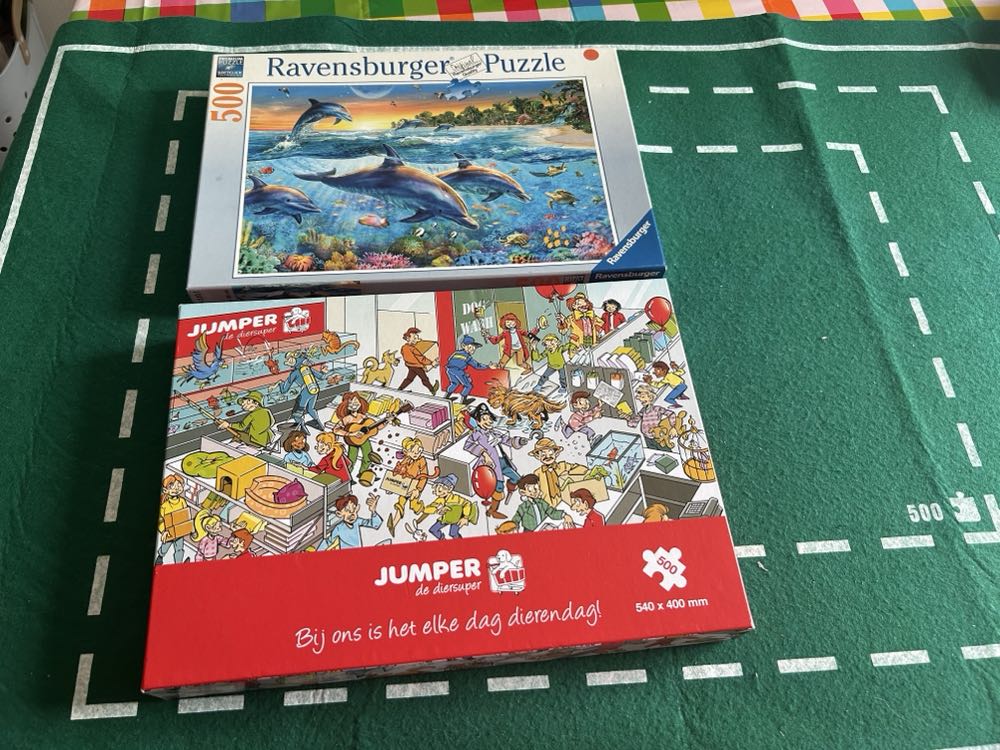 Ravensburger Puzzle
500
Ravensburger
Ravensburger
JUMPER
de diersuper
DOG
WASH
JUMPER
de diersuper
500
540 x 400 mm
Bij ons is het elke dag dierendag!
500